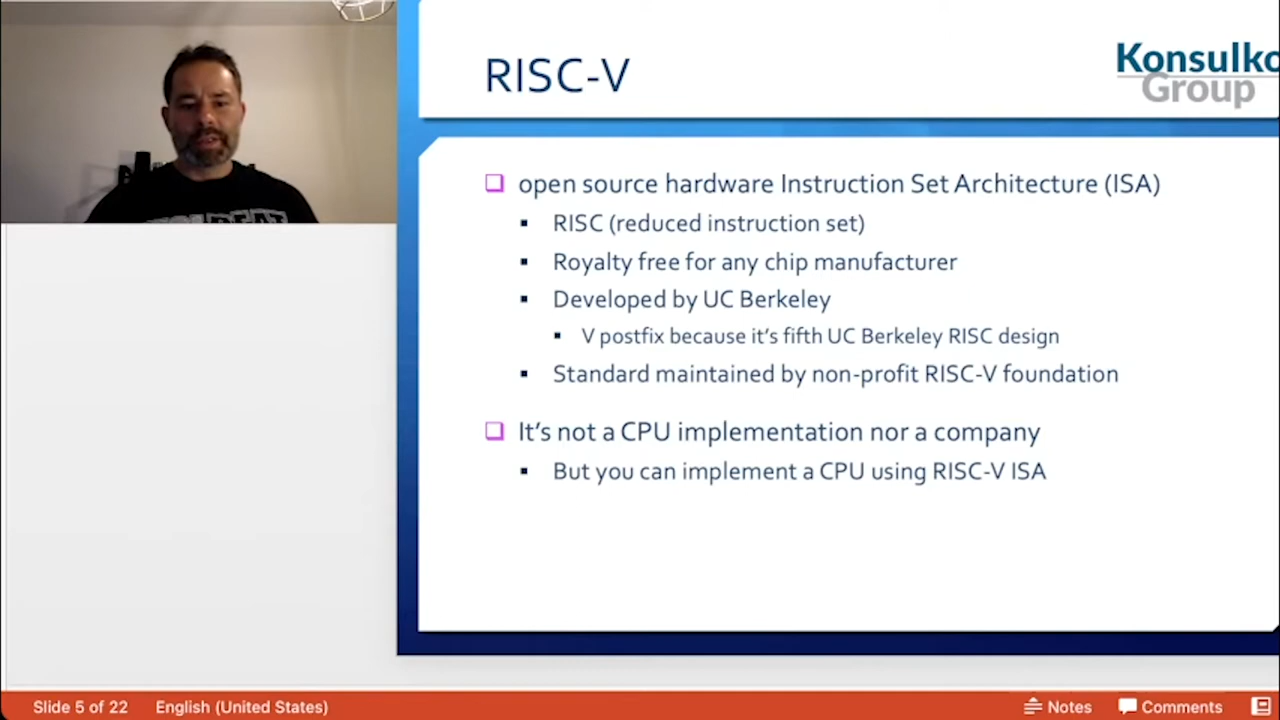 RISC-V
Konsulko
Group
open source hardware Instruction Set Architecture (ISA)
RISC (reduced instruction set)
Royalty free for any chip manufacturer
Developed by UC Berkeley
V postfix because it's fifth UC Berkeley RISC design
Standard maintained by non-profit RISC-V foundation
It's not a CPU implementation nor a company
But you can implement a CPU using RISC-V ISA
Slide 5 of 22
English (United States)
Notes
Comments